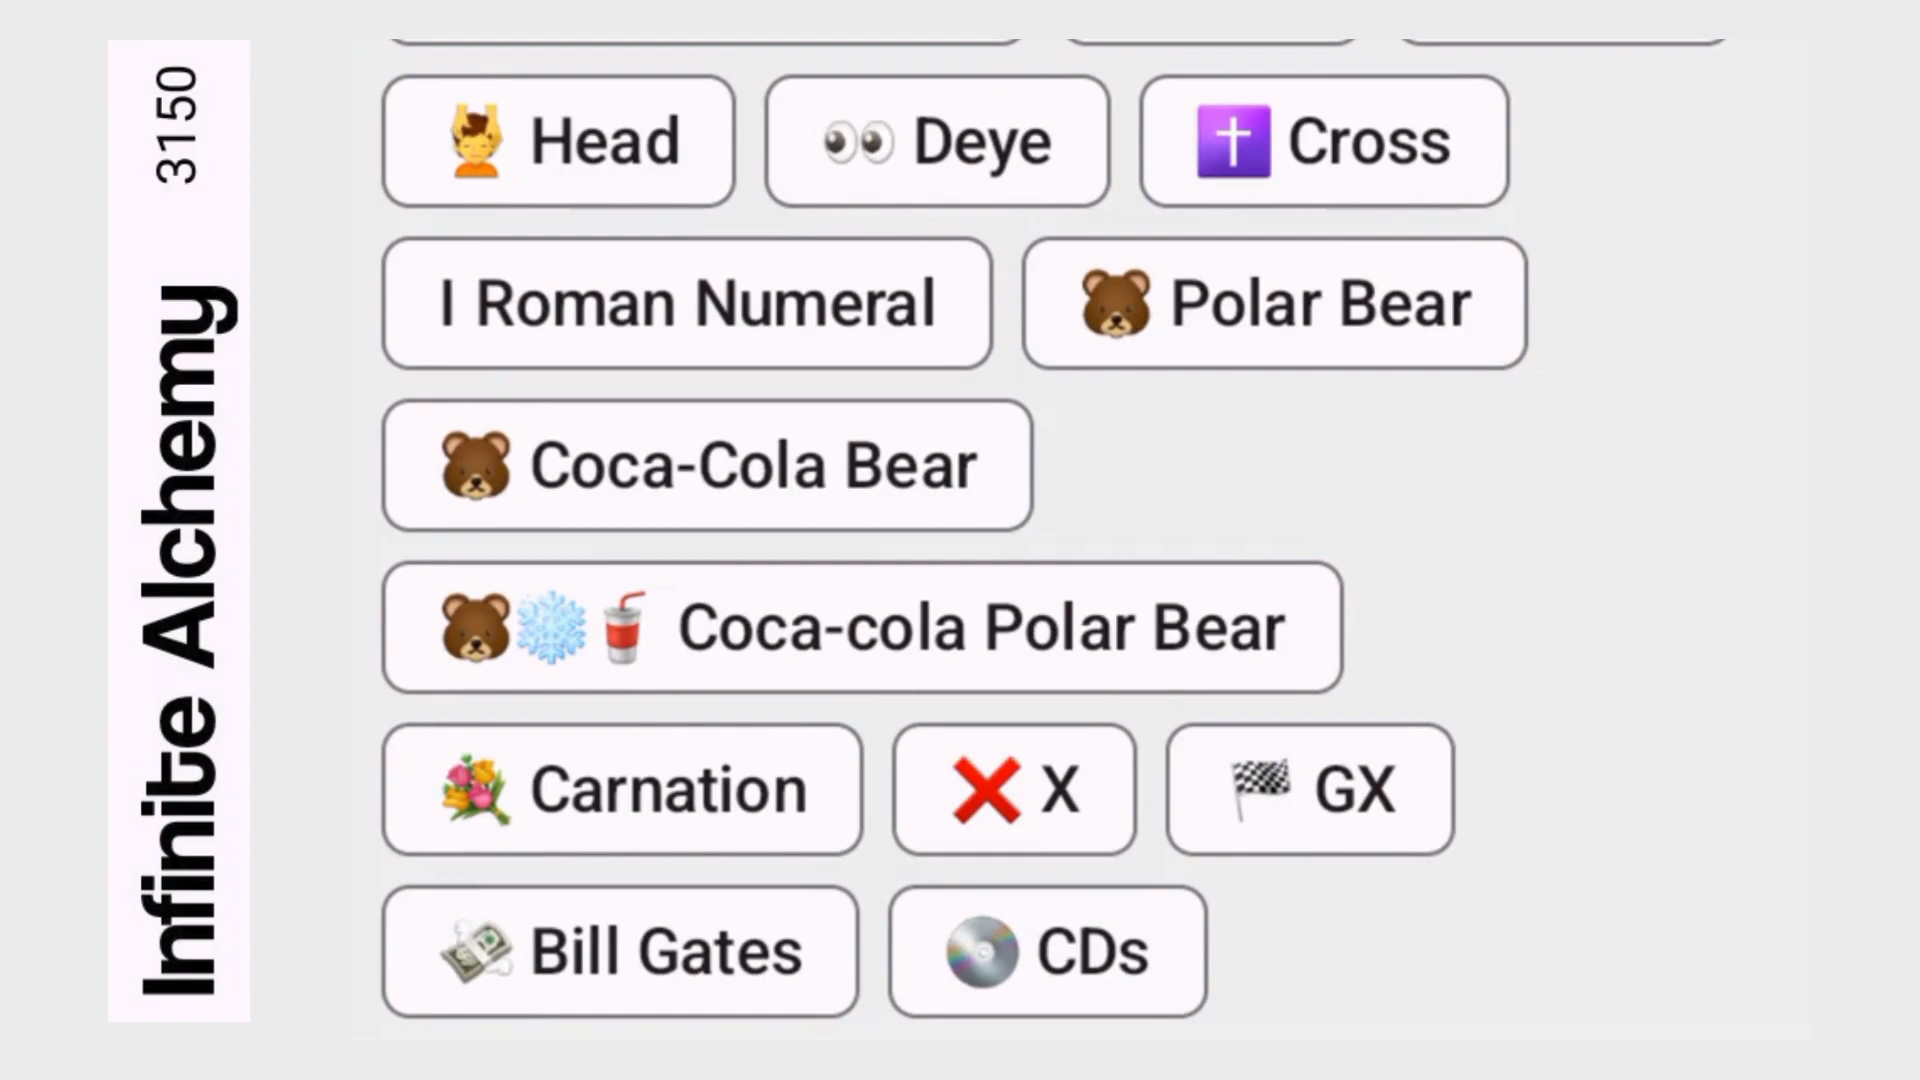 Infinite Alchemy 3150
Head Deye Cross
I Roman Numeral Polar Bear
Coca-Cola Bear
Coca-cola Polar Bear
Carnation X GX
Bill Gates CDs